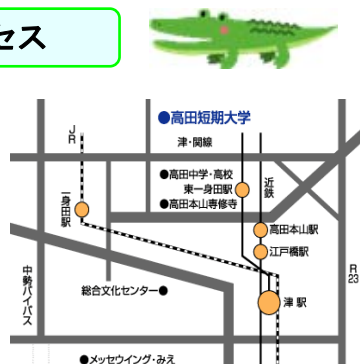 セス
●高田短期大学
JR
津・関線
●高田中学・高校
東一身田駅
●高田本山専修寺
近鉄
一身田駅
高田本山駅
江戸橋駅
中勢バイパス
総合文化センター●
津駅
R23
●メッセウイング・みえ